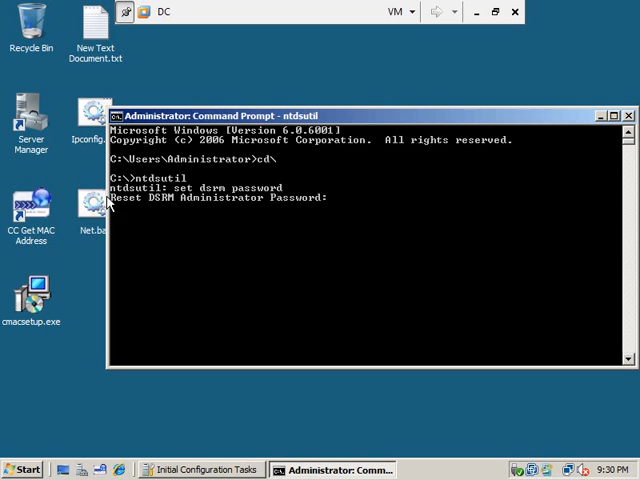 DC
VM
Recycle Bin
New Text
Document.txt
Administrator: Command Prompt - ntdsutil
Microsoft Windows [Version 6.0.6001]
Copyright (c) 2006 Microsoft Corporation.  All rights reserved.
C:\Users\Administrator>cd\
C:\>ntdsutil
ntdsutil: set dsrm password
Reset DSRM Administrator Password:
Server
Manager
Ipconfig.
CC Get MAC
Address
Net.ba
cmacsetup.exe
Start
Initial Configuration Tasks
Administrator: Comm...
9:30 PM